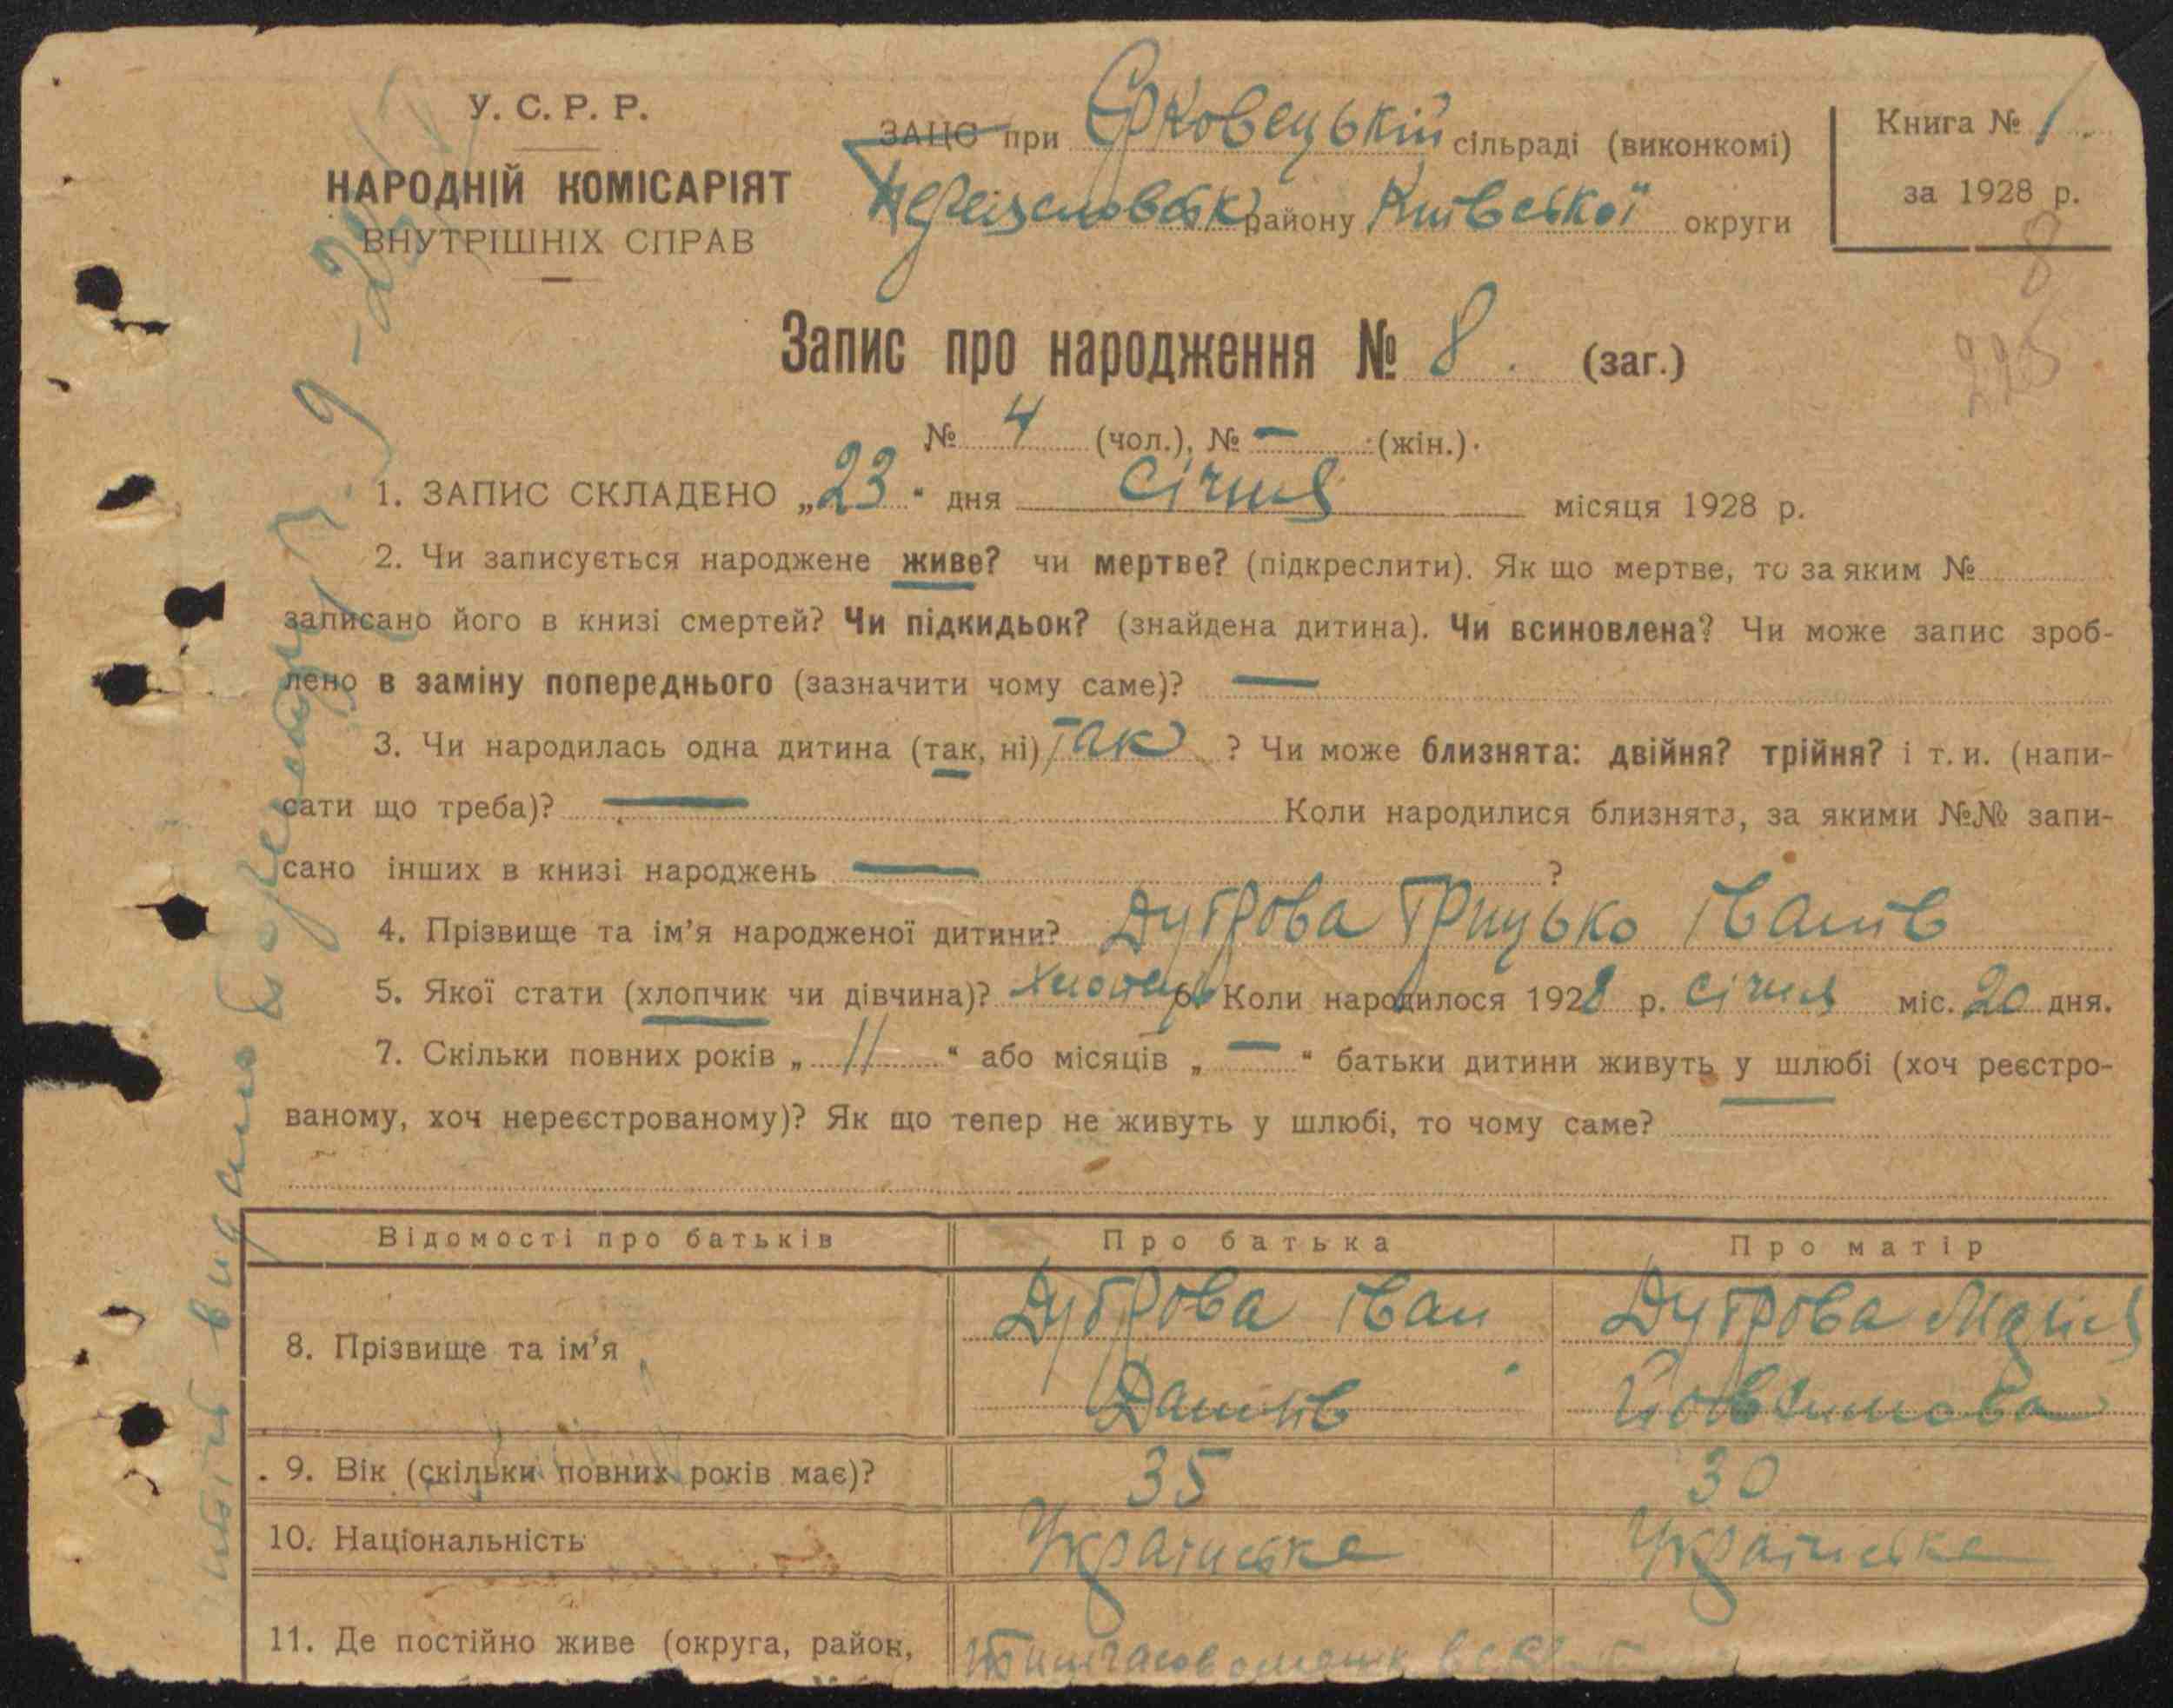 У. С. Р. Р.
НАРОДНІЙ КОМІСАРІЯТ
ВНУТРІШНІХ СПРАВ
ЗАЦС при Єрковецькій сільраді (виконкомі)
району Київської округи
Книга № 1.
за 1928 р.
8
Запис про народження № 8. (заг.)
№ 4 (чол.), № — (жін.).
1. ЗАПИС СКЛАДЕНО „23“ дня січня місяця 1928 р.
2. Чи записується народжене живе? чи мертве? (підкреслити). Як що мертве, то за яким №
записано його в книзі смертей? Чи підкидьок? (знайдена дитина). Чи всиновлена? Чи може запис зроб-
лено в заміну попереднього (зазначити чому саме)? —
3. Чи народилась одна дитина (так, ні) так ? Чи може близнята: двійня? трійня? і т. и. (напи-
сати що треба)? — Коли народилися близнята, за якими №№ запи-
сано інших в книзі народжень — ?
4. Прізвище та ім’я народженої дитини? Дуброва Грицько Іванів
5. Якої стати (хлопчик чи дівчина)? хлопець 6. Коли народилося 1928 р. січня міс. 20 дня.
7. Скільки повних років „ 11 “ або місяців „ — “ батьки дитини живуть у шлюбі (хоч реєстро-
ваному, хоч нереєстрованому)? Як що тепер не живуть у шлюбі, то чому саме?
Відомості про батьків Про батька Про матір
8. Прізвище та ім’я Дуброва Іван Дуброва Марія
9. Вік (скільки повних років має)? 35 30
10. Національність Українське Українське
11. Де постійно живе (округа, район,